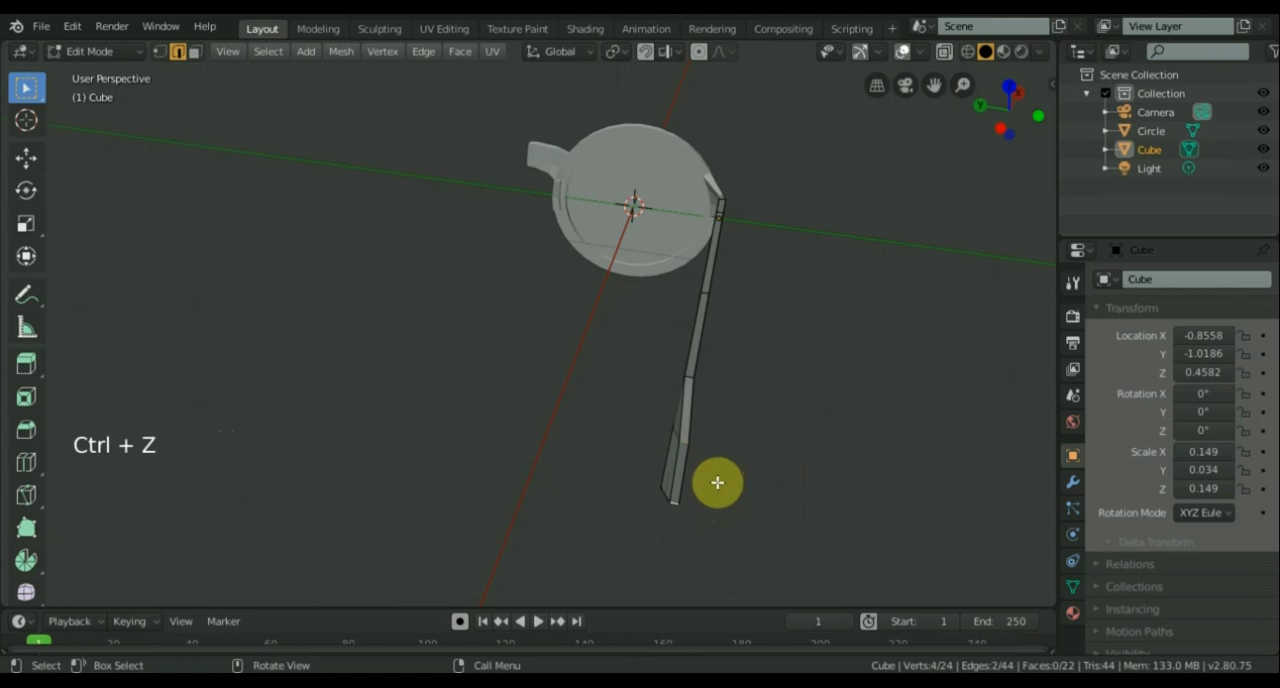 File Edit Render Window Help Layout Modeling Sculpting UV Editing Texture Paint Shading Animation Rendering Compositing Scripting + Scene View Layer
Edit Mode View Select Add Mesh Vertex Edge Face UV Global
User Perspective
(1) Cube
Scene Collection
Collection
Camera
Circle
Cube
Light
Cube
Cube
Transform
Location X -0.8558
Y -1.0186
Z 0.4582
Rotation X 0°
Y 0°
Z 0°
Scale X 0.149
Y 0.034
Z 0.149
Rotation Mode XYZ Eule
Delta Transform
Relations
Collections
Instancing
Motion Paths
Ctrl + Z
Playback Keying View Marker 1 Start: 1 End: 250
1
Select Box Select Rotate View Call Menu Cube | Verts:4/24 | Edges:2/44 | Faces:0/22 | Tris:44 | Mem: 133.0 MB | v2.80.75